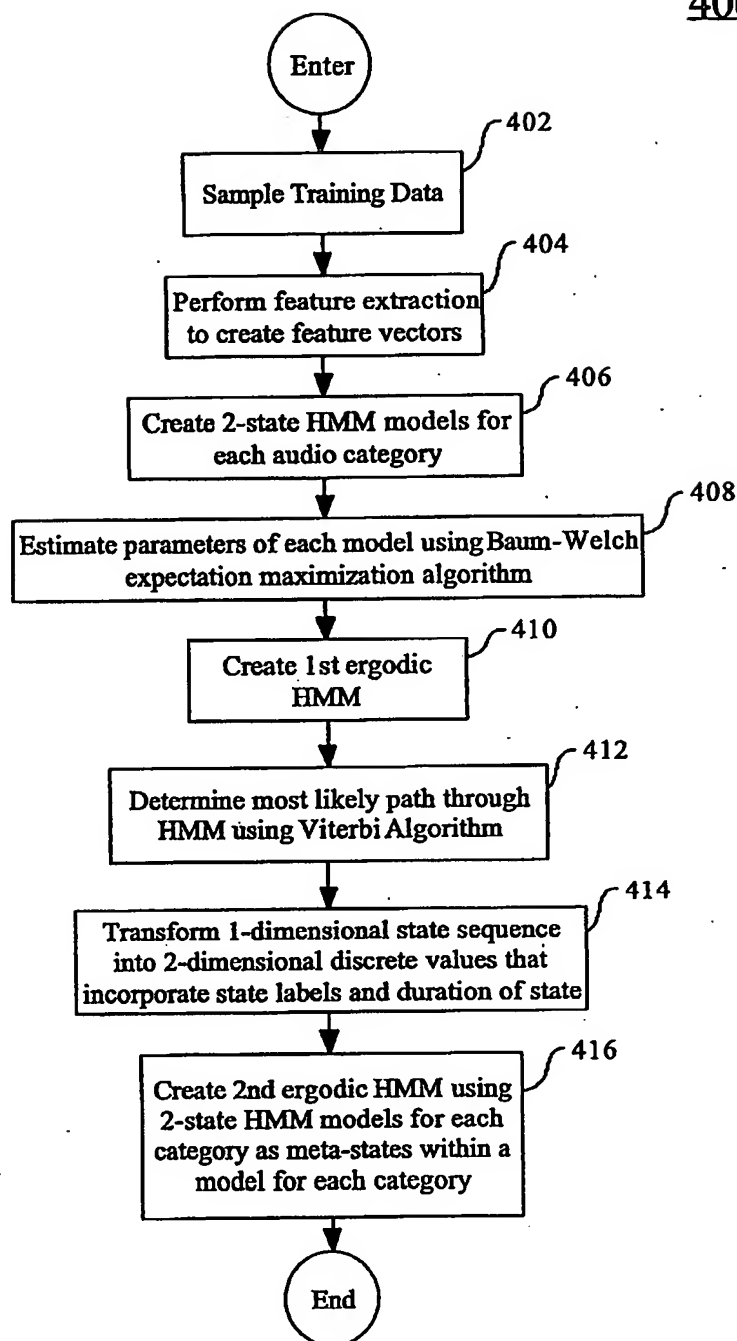 Enter
402
Sample Training Data
404
Perform feature extraction
to create feature vectors
406
Create 2-state HMM models for
each audio category
408
Estimate parameters of each model using Baum-Welch
expectation maximization algorithm
410
Create 1st ergodic
HMM
412
Determine most likely path through
HMM using Viterbi Algorithm
414
Transform 1-dimensional state sequence
into 2-dimensional discrete values that
incorporate state labels and duration of state
416
Create 2nd ergodic HMM using
2-state HMM models for each
category as meta-states within a
model for each category
End